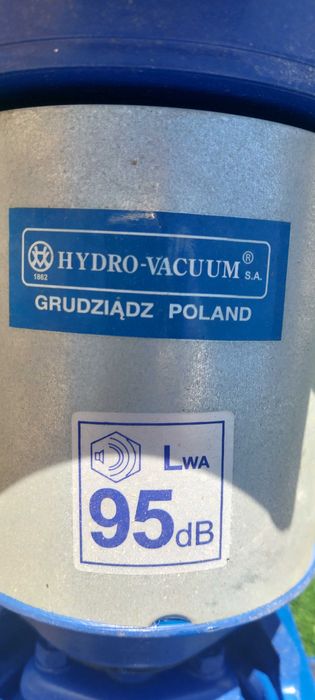 HYDRO-VACUUM ® S.A.
1862
GRUDZIĄDZ POLAND
LWA
95dB